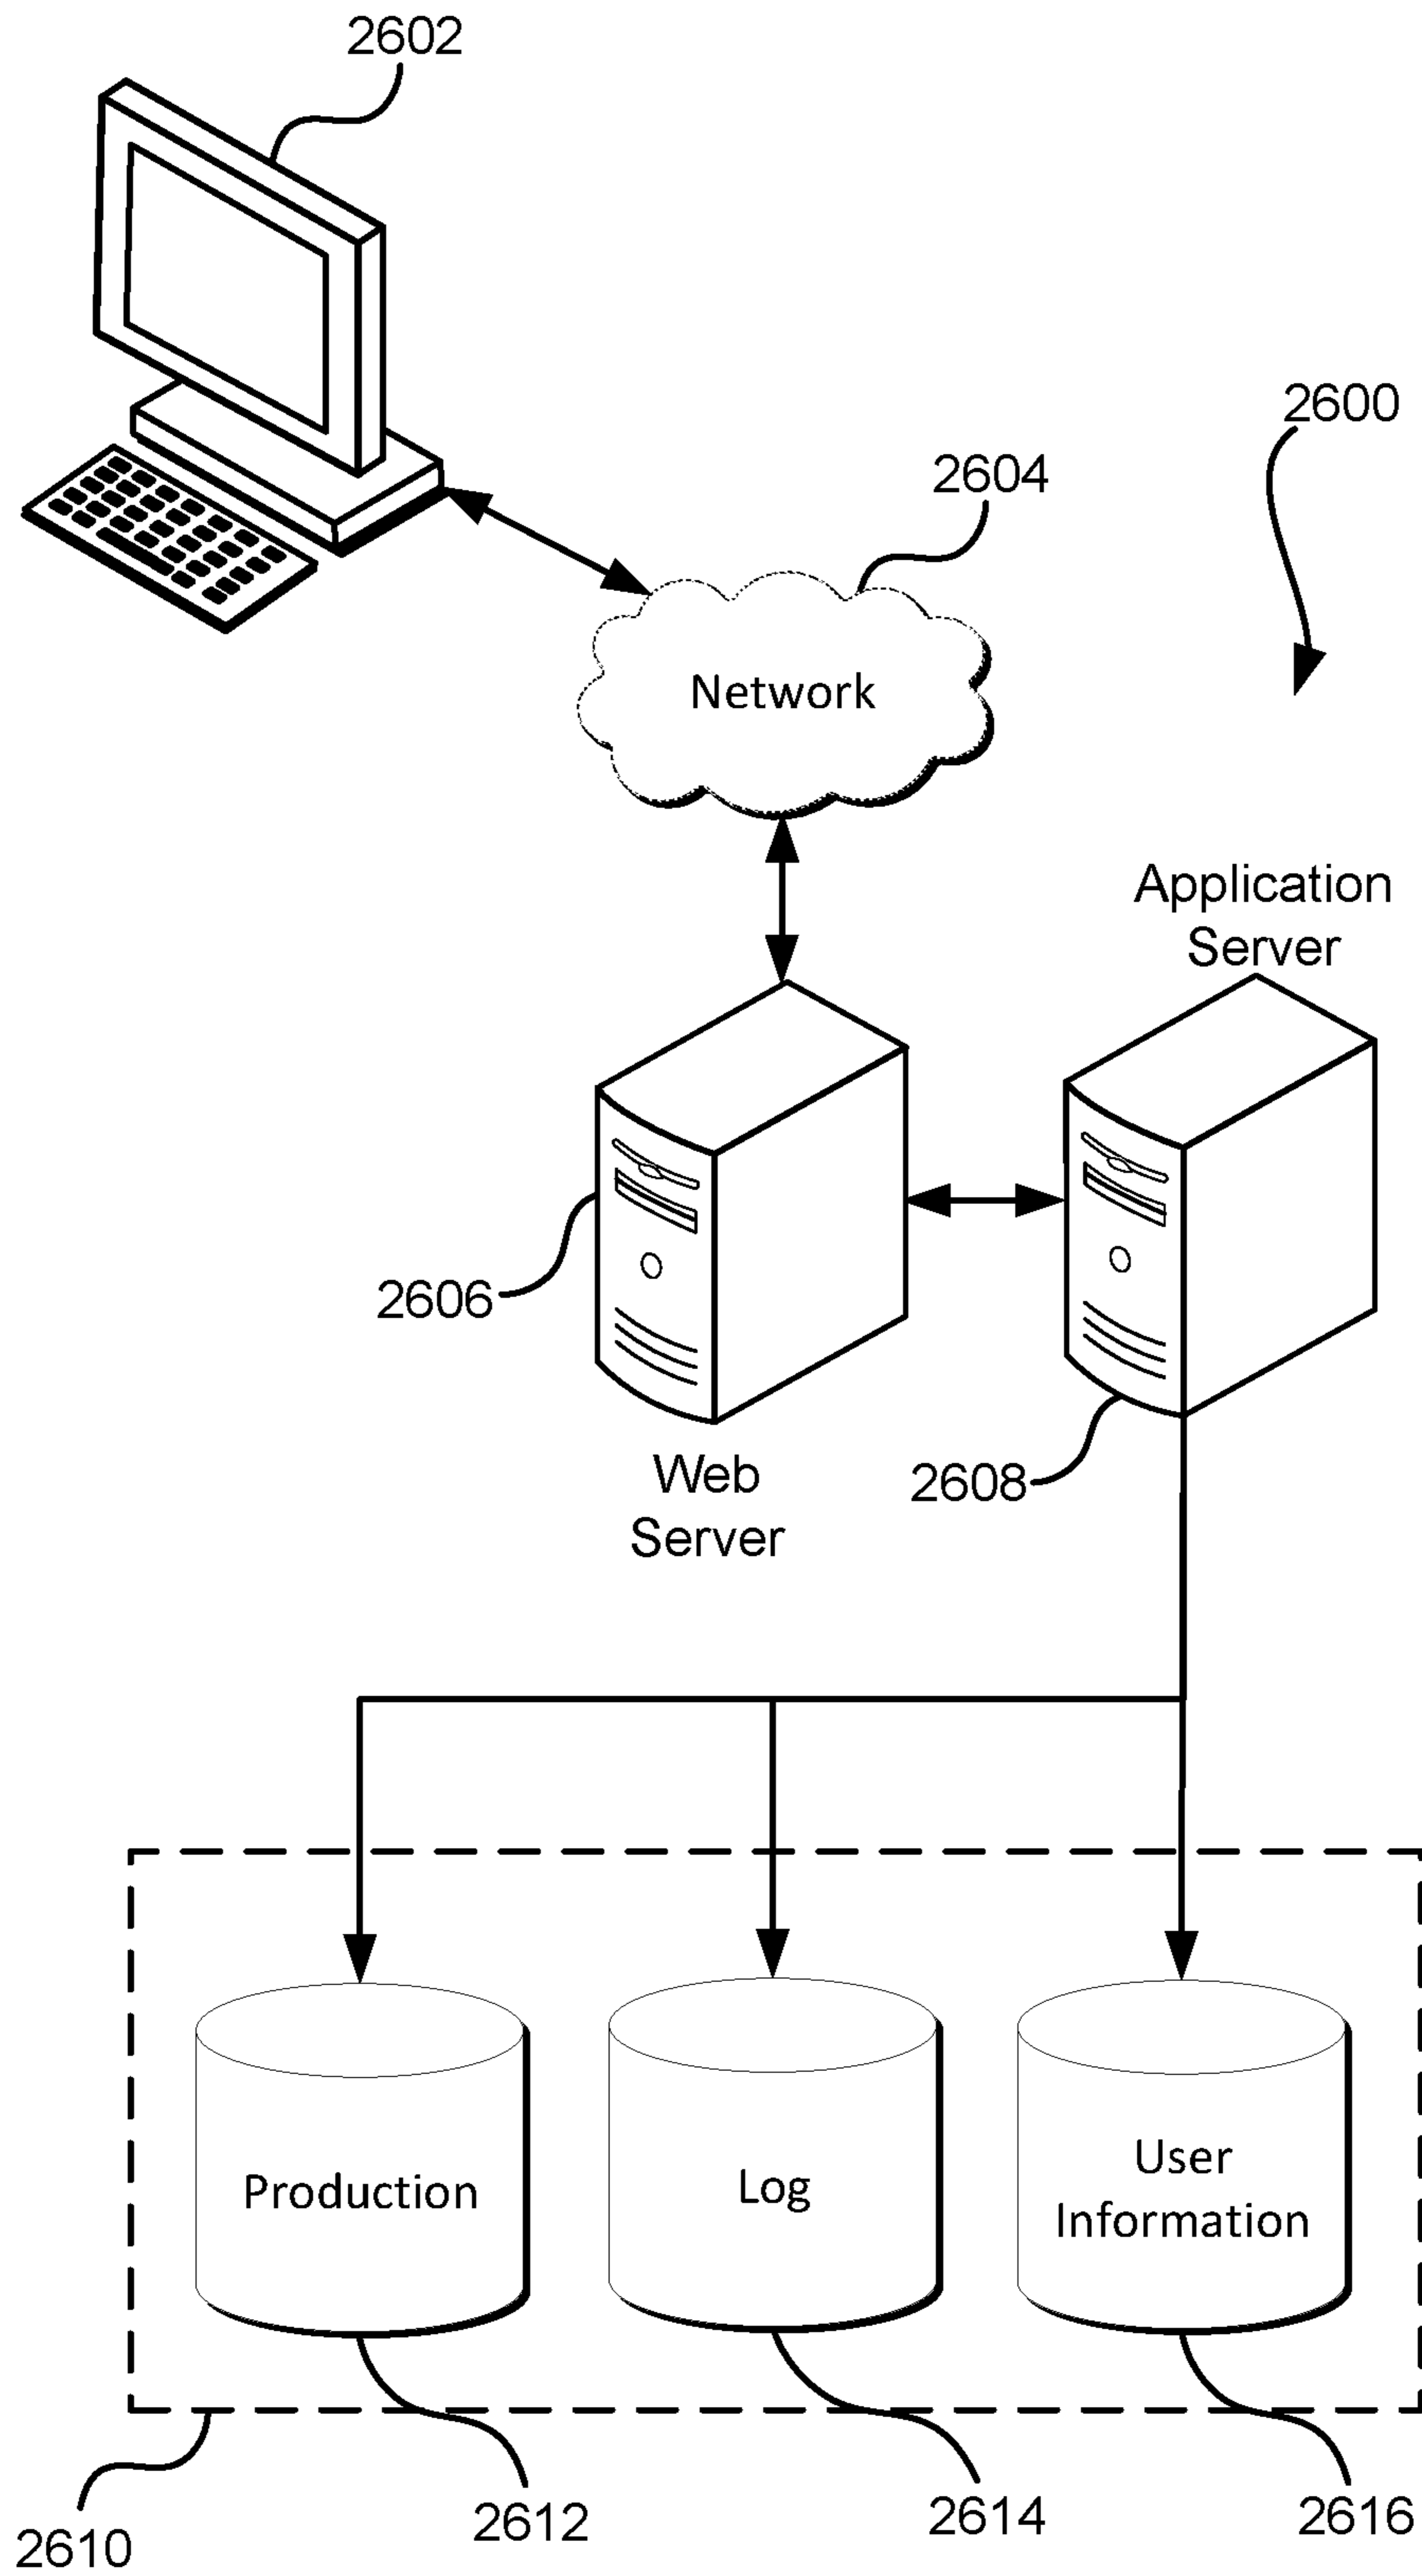 2602
2600
2604
Network
Application
Server
2606
2608
Web
Server
Production
Log
User
Information
2610
2612
2614
2616